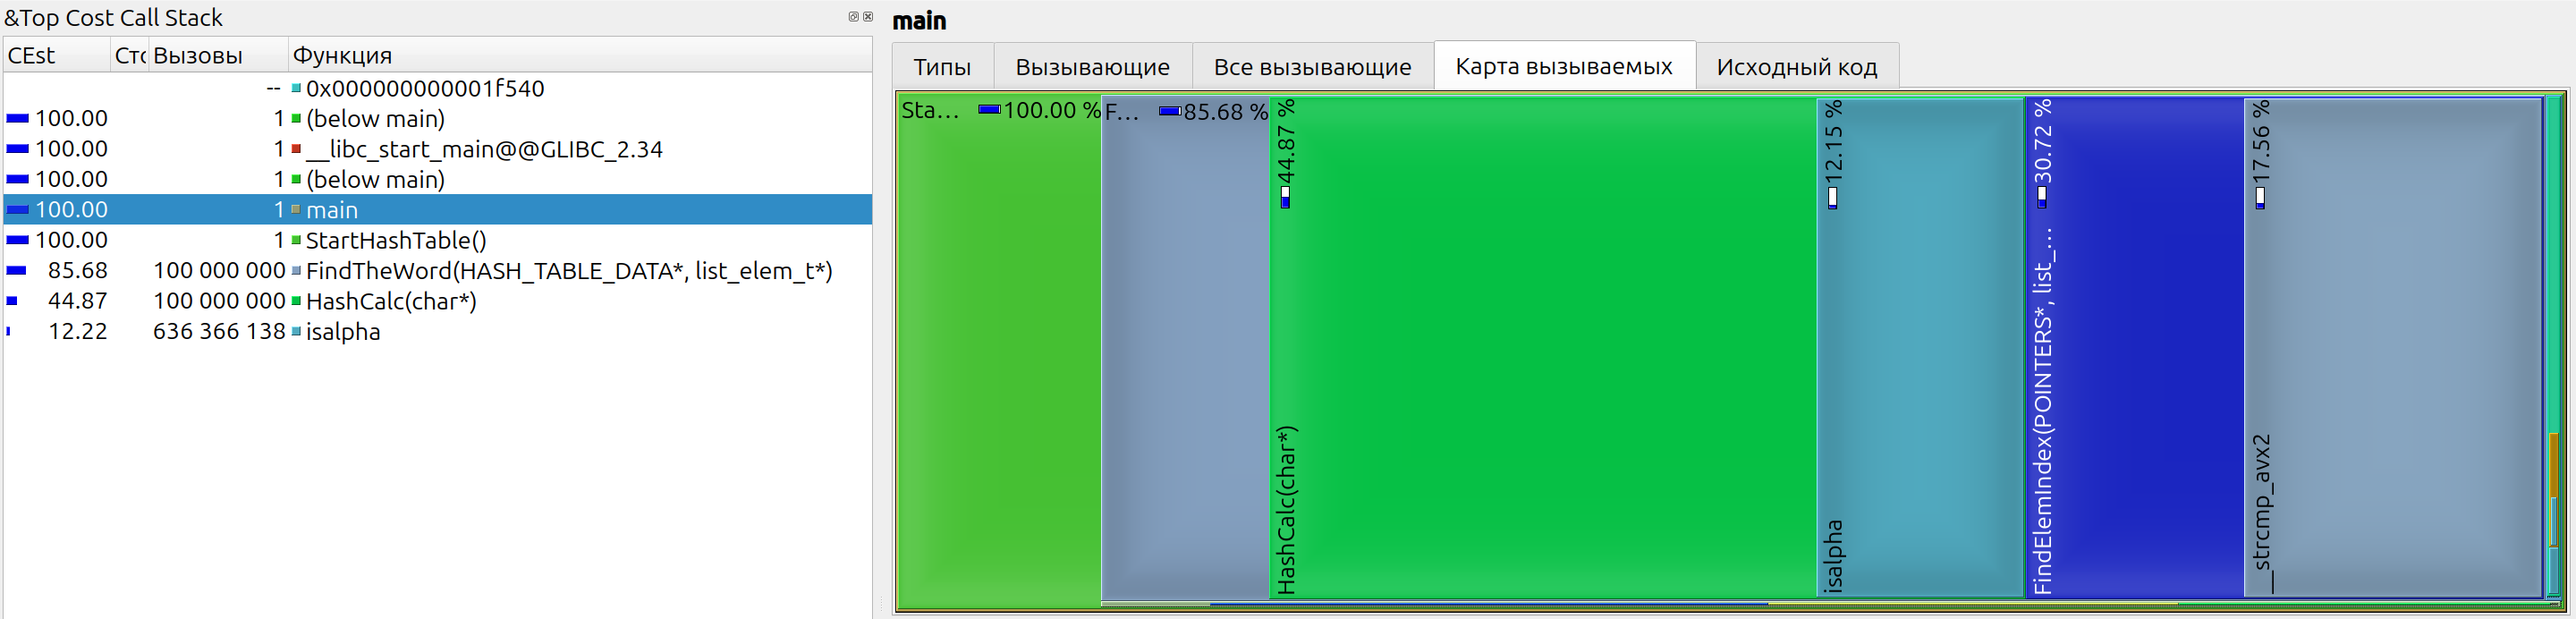 &Top Cost Call Stack
CEst Стс Вызовы Функция
-- 0x000000000001f540
100.00 1 (below main)
100.00 1 __libc_start_main@@GLIBC_2.34
100.00 1 (below main)
100.00 1 main
100.00 1 StartHashTable()
85.68 100 000 000 FindTheWord(HASH_TABLE_DATA*, list_elem_t*)
44.87 100 000 000 HashCalc(char*)
12.22 636 366 138 isalpha
main
Типы Вызывающие Все вызывающие Карта вызываемых Исходный код
Sta... 100.00 %
F... 85.68 %
HashCalc(char*) 44.87 %
isalpha 12.15 %
FindElemIndex(POINTERS*, list_... 30.72 %
__strcmp_avx2 17.56 %